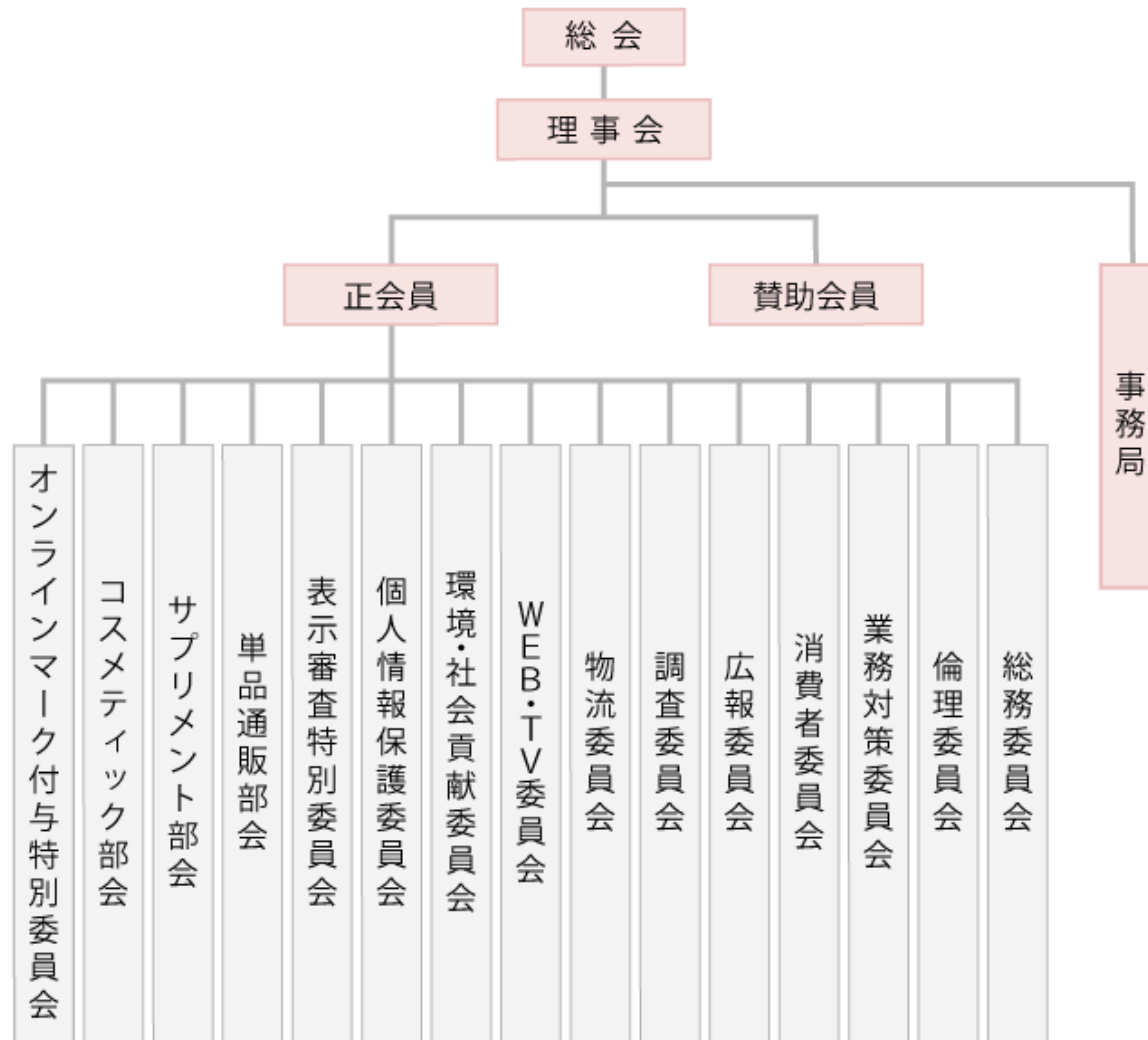 総会
理事会
正会員
賛助会員
事務局
オンラインマーク付与特別委員会
コスメティック部会
サプリメント部会
単品通販部会
表示審査特別委員会
個人情報保護委員会
環境・社会貢献委員会
WEB・TV委員会
物流委員会
調査委員会
広報委員会
消費者委員会
業務対策委員会
倫理委員会
総務委員会